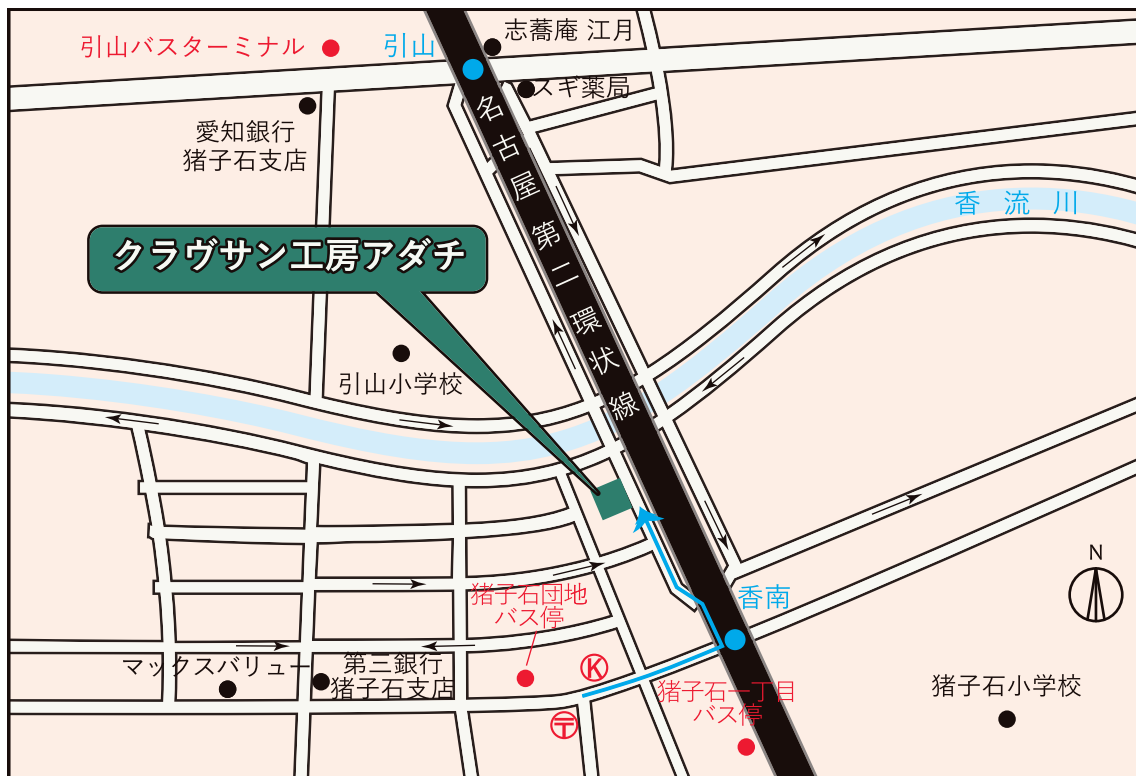 志蕎庵 江月
引山バスターミナル
引山
スギ薬局
愛知銀行
猪子石支店
名古屋第二環状線
香流川
クラヴサン工房アダチ
引山小学校
N
猪子石団地
バス停
香南
マックスバリュー
第三銀行
猪子石支店
K
〒
猪子石一丁目
バス停
猪子石小学校